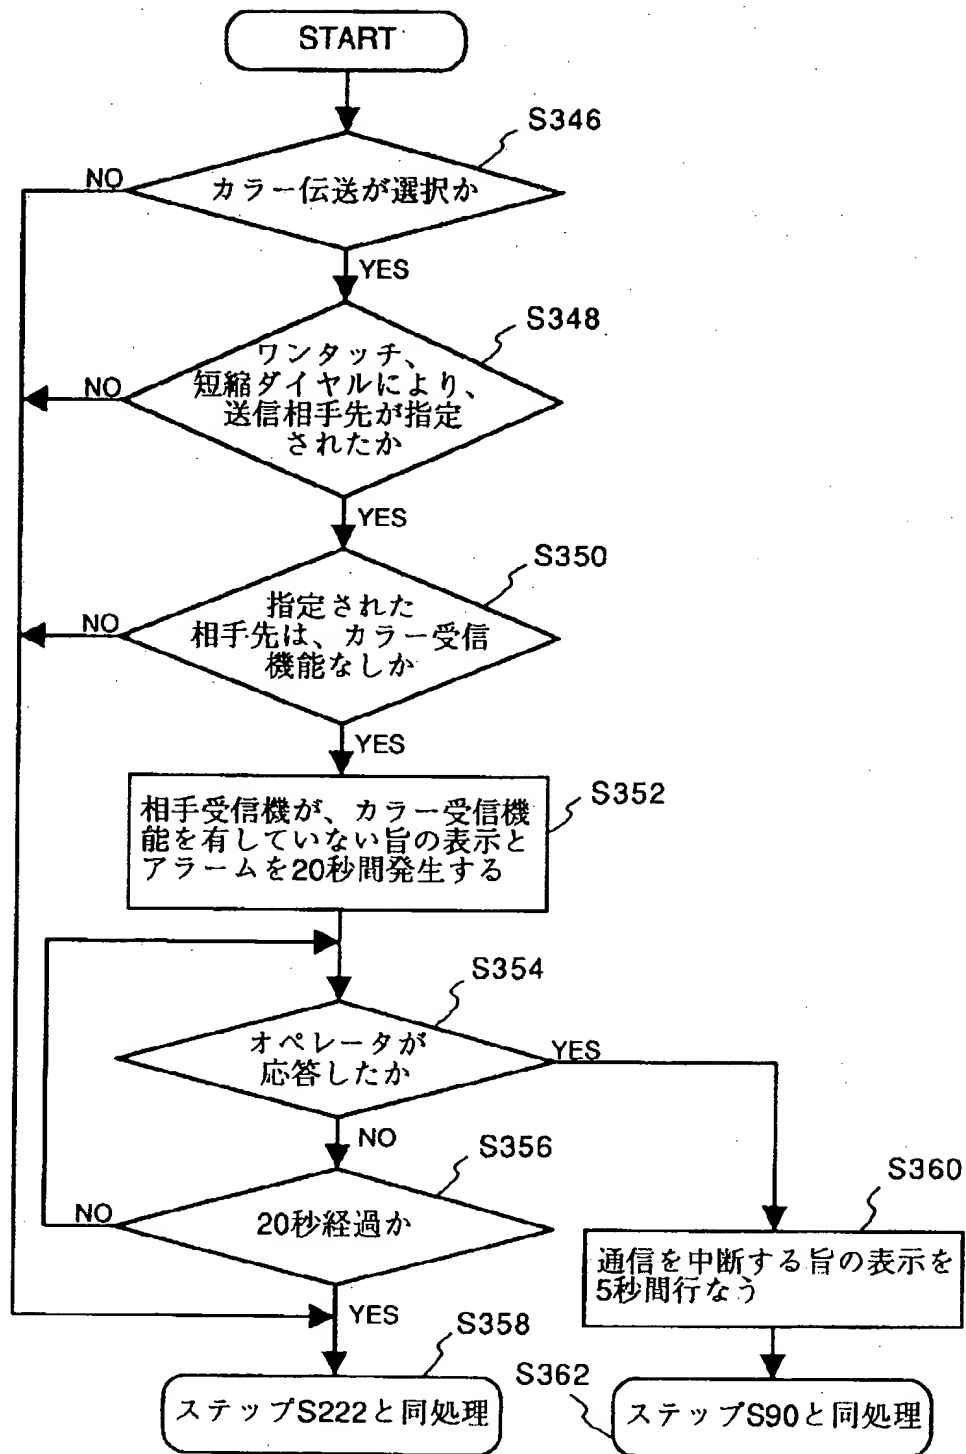 START
S346
カラー伝送が選択か
NO
YES
S348
ワンタッチ、
短縮ダイヤルにより、
送信相手先が指定
されたか
NO
YES
S350
指定された
相手先は、カラー受信
機能なしか
NO
YES
S352
相手受信機が、カラー受信機
能を有していない旨の表示と
アラームを20秒間発生する
S354
オペレータが
応答したか
YES
NO
S356
20秒経過か
NO
YES
S360
通信を中断する旨の表示を
5秒間行なう
S358
ステップS222と同処理
S362
ステップS90と同処理